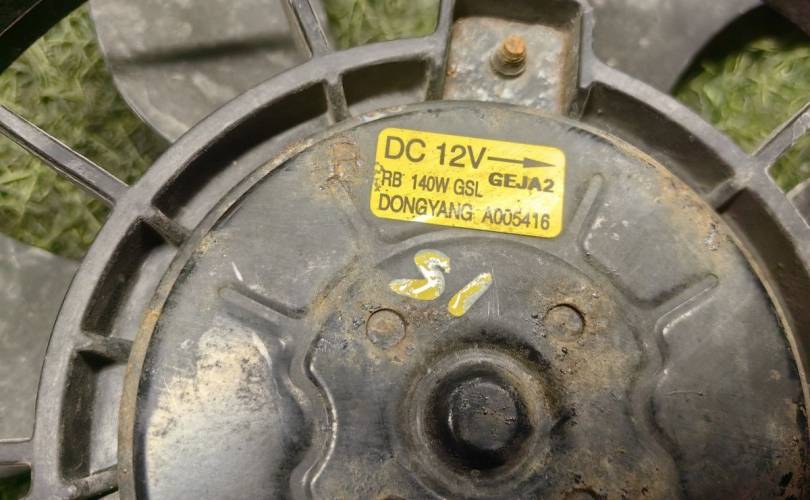 DC 12V→
RB 140W GSL GEJA2
DONGYANG A005416
S1